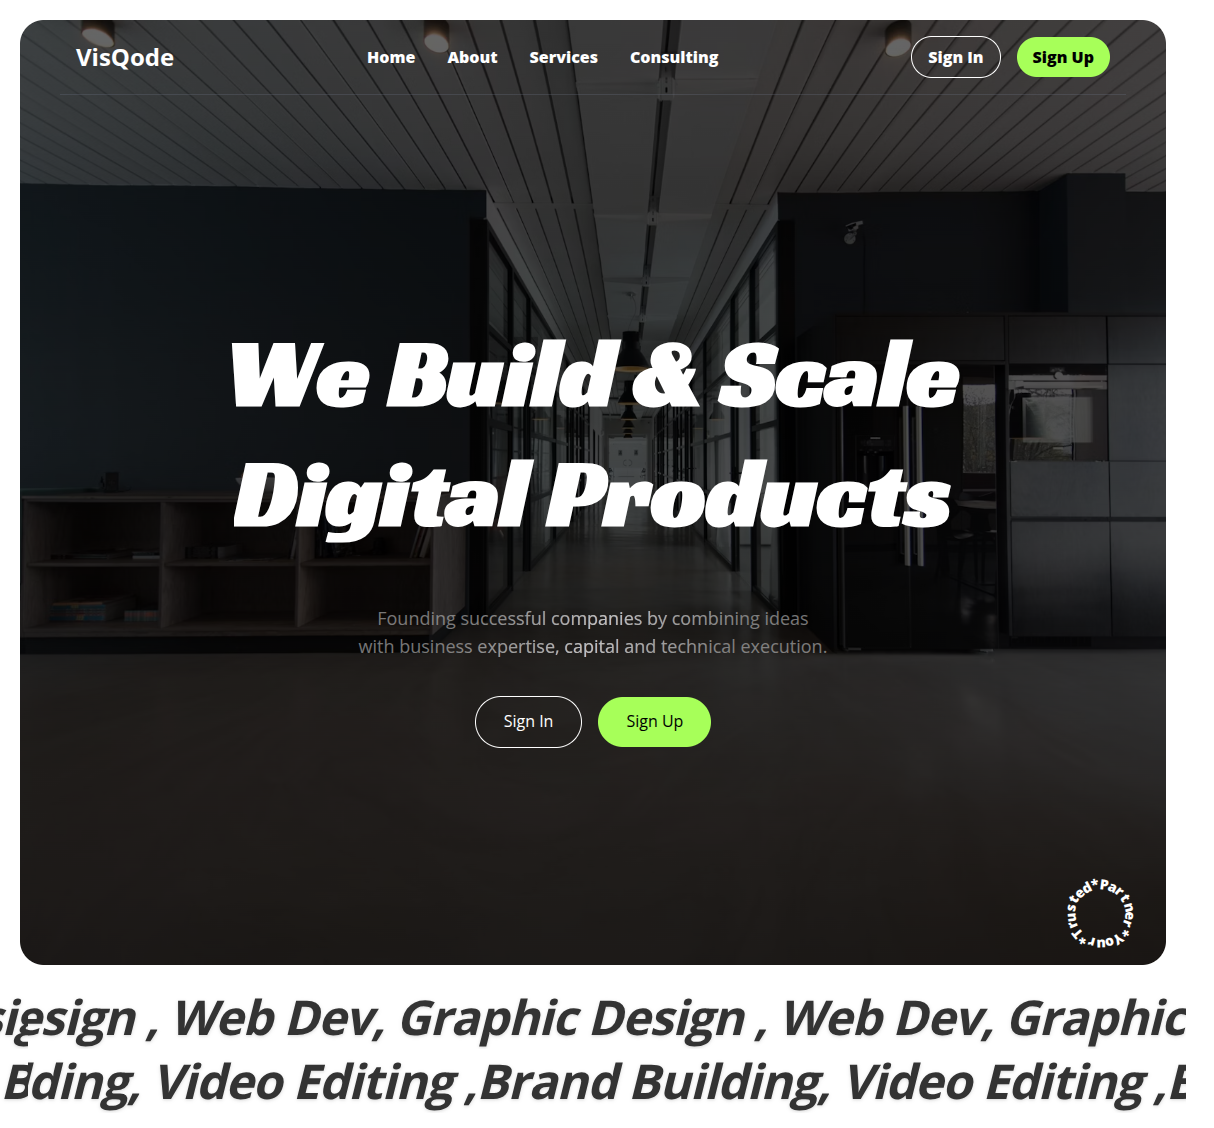 VisQode
Home About Services Consulting
Sign In Sign Up
We Build & Scale
Digital Products
Founding successful companies by combining ideas
with business expertise, capital and technical execution.
Sign In Sign Up
Your*Trusted*Partner*
, Web Dev, Graphic Design , Web Dev, Graphic
Video Editing ,Brand Building, Video Editing ,